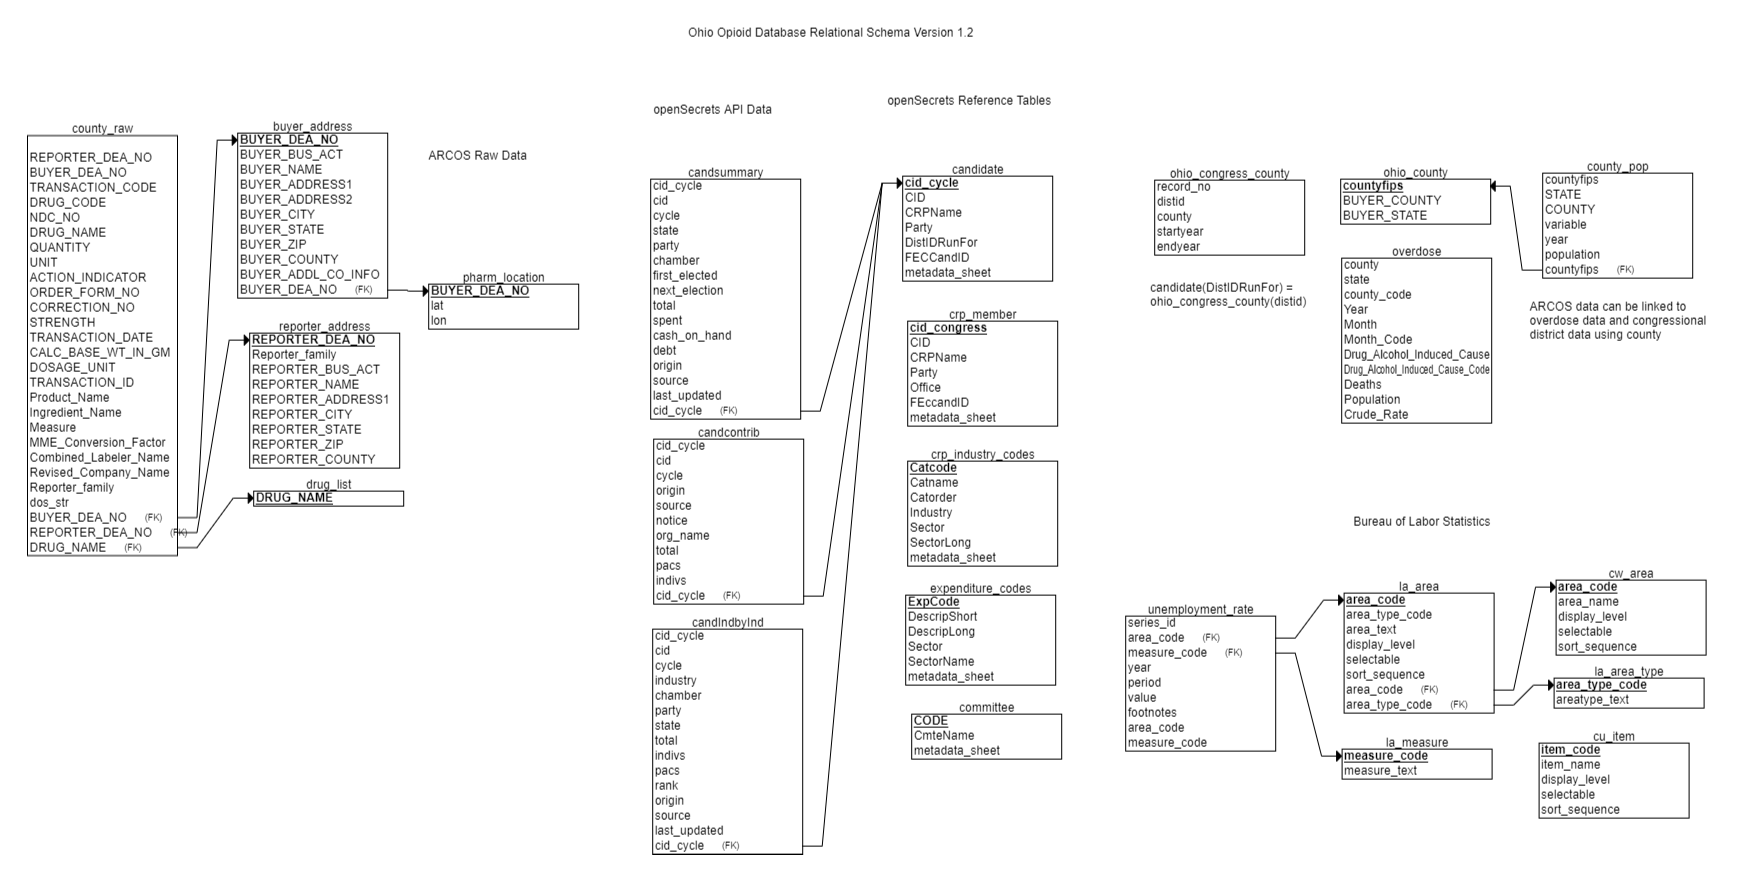 Ohio Opioid Database Relational Schema Version 1.2
county_raw
REPORTER_DEA_NO
BUYER_DEA_NO
TRANSACTION_CODE
DRUG_CODE
NDC_NO
DRUG_NAME
QUANTITY
UNIT
ACTION_INDICATOR
ORDER_FORM_NO
CORRECTION_NO
STRENGTH
TRANSACTION_DATE
CALC_BASE_WT_IN_GM
DOSAGE_UNIT
TRANSACTION_ID
Product_Name
Ingredient_Name
Measure
MME_Conversion_Factor
Combined_Labeler_Name
Revised_Company_Name
Reporter_family
dos_str
BUYER_DEA_NO (FK)
REPORTER_DEA_NO (FK)
DRUG_NAME (FK)
buyer_address
BUYER_DEA_NO
BUYER_BUS_ACT
BUYER_NAME
BUYER_ADDRESS1
BUYER_ADDRESS2
BUYER_CITY
BUYER_STATE
BUYER_ZIP
BUYER_COUNTY
BUYER_ADDL_CO_INFO
BUYER_DEA_NO (FK)
reporter_address
REPORTER_DEA_NO
Reporter_family
REPORTER_BUS_ACT
REPORTER_NAME
REPORTER_ADDRESS1
REPORTER_CITY
REPORTER_STATE
REPORTER_ZIP
REPORTER_COUNTY
drug_list
DRUG_NAME
ARCOS Raw Data
pharm_location
BUYER_DEA_NO
lat
lon
openSecrets API Data
candsummary
cid_cycle
cid
cycle
state
party
chamber
first_elected
next_election
total
spent
cash_on_hand
debt
origin
source
last_updated
cid_cycle (FK)
candcontrib
cid_cycle
cid
cycle
origin
source
notice
org_name
total
pacs
indivs
cid_cycle (FK)
candIndbyInd
cid_cycle
cid
cycle
industry
chamber
party
state
total
indivs
pacs
rank
origin
source
last_updated
cid_cycle (FK)
openSecrets Reference Tables
candidate
cid_cycle
CID
CRPName
Party
DistIDRunFor
FECCandID
metadata_sheet
crp_member
cid_congress
CID
CRPName
Party
Office
FEccandID
metadata_sheet
crp_industry_codes
Catcode
Catname
Catorder
Industry
Sector
SectorLong
metadata_sheet
expenditure_codes
ExpCode
DescripShort
DescripLong
Sector
SectorName
metadata_sheet
committee
CODE
CmteName
metadata_sheet
ohio_congress_county
record_no
distid
county
startyear
endyear
candidate(DistIDRunFor) =
ohio_congress_county(distid)
ohio_county
countyfips
BUYER_COUNTY
BUYER_STATE
overdose
county
state
county_code
Year
Month
Month_Code
Drug_Alcohol_Induced_Cause
Drug_Alcohol_Induced_Cause_Code
Deaths
Population
Crude_Rate
county_pop
countyfips
STATE
COUNTY
variable
year
population
countyfips (FK)
ARCOS data can be linked to
overdose data and congressional
district data using county
Bureau of Labor Statistics
unemployment_rate
series_id
area_code (FK)
measure_code (FK)
year
period
value
footnotes
area_code
measure_code
la_area
area_code
area_type_code
area_text
display_level
selectable
sort_sequence
area_code (FK)
area_type_code (FK)
la_measure
measure_code
measure_text
cw_area
area_code
area_name
display_level
selectable
sort_sequence
la_area_type
area_type_code
areatype_text
cu_item
item_code
item_name
display_level
selectable
sort_sequence